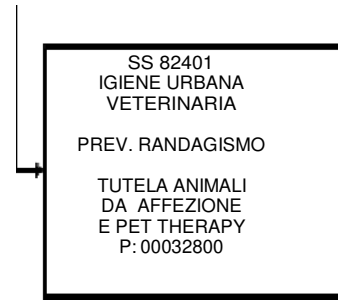 SS 82401
IGIENE URBANA
VETERINARIA
PREV. RANDAGISMO
TUTELA ANIMALI
DA AFFEZIONE
E PET THERAPY
P: 00032800